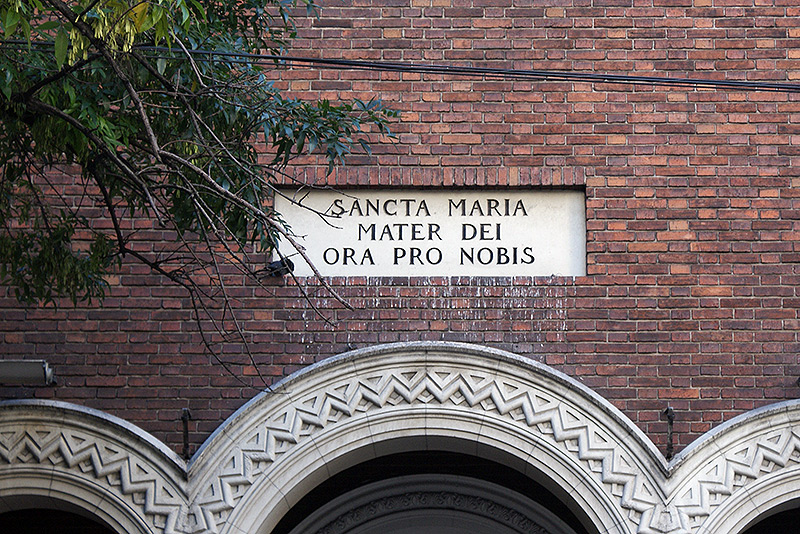 SANCTA MARIA
MATER DEI
ORA PRO NOBIS